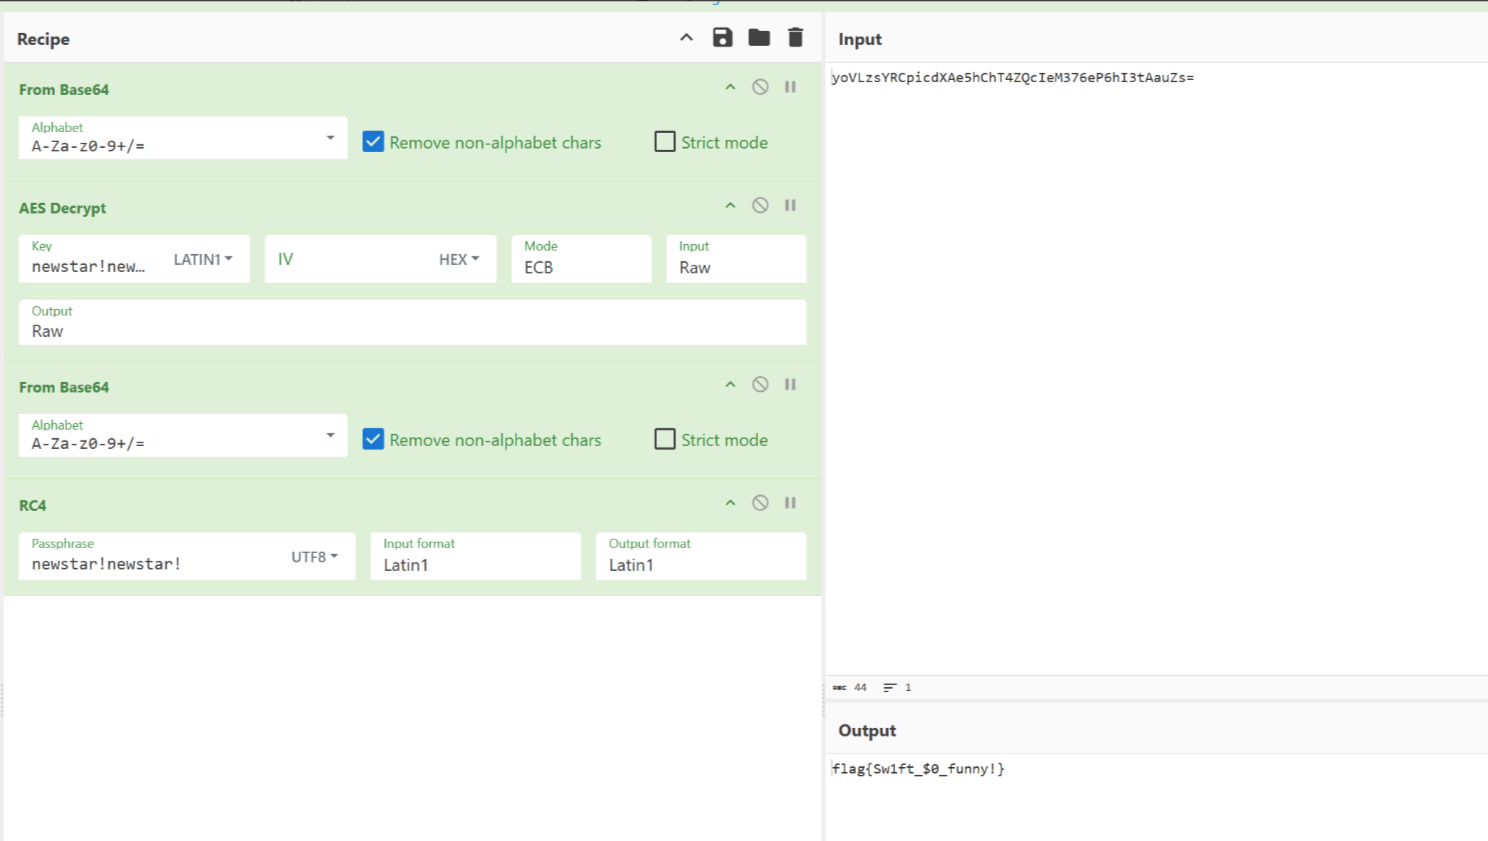 Recipe
From Base64
Alphabet
A-Za-z0-9+/=
Remove non-alphabet chars
Strict mode
AES Decrypt
Key
newstar!new…
LATIN1
IV
HEX
Mode
ECB
Input
Raw
Output
Raw
From Base64
Alphabet
A-Za-z0-9+/=
Remove non-alphabet chars
Strict mode
RC4
Passphrase
newstar!newstar!
UTF8
Input format
Latin1
Output format
Latin1
Input
yoVLzsYRCpicdXAe5hChT4ZQcIeM376eP6hI3tAauZs=
ABC 44 1
Output
flag{Sw1ft_$0_funny!}